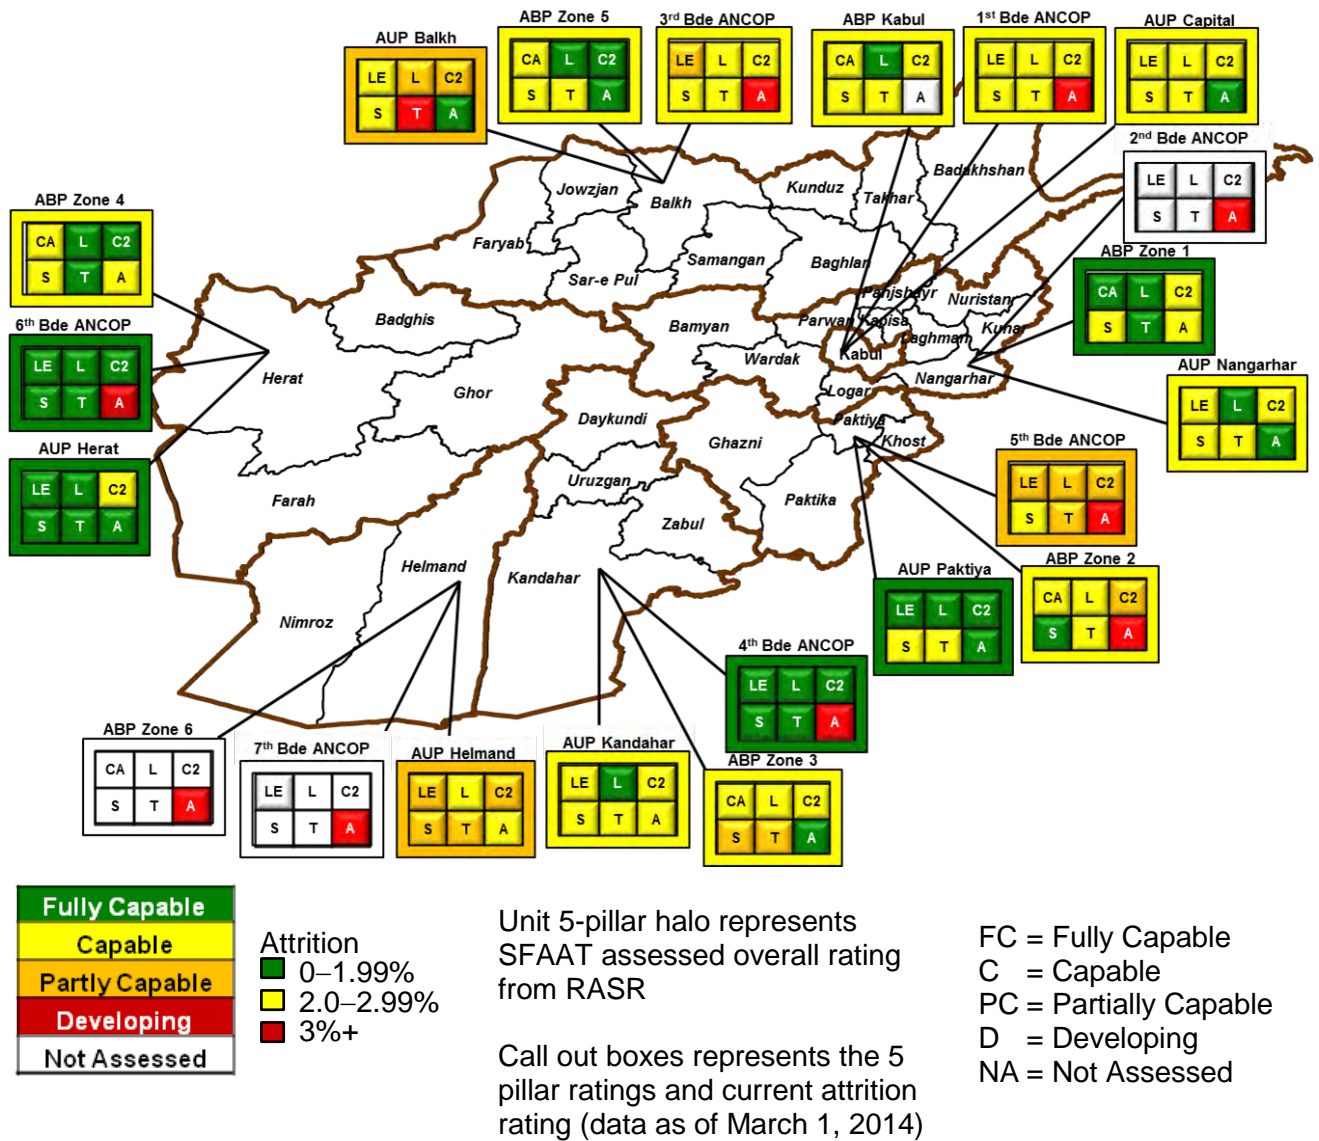 ABP Zone 5
3rd Bde ANCOP
ABP Kabul
1st Bde ANCOP
AUP Capital
AUP Balkh
CA L C2
S T A
LE L C2
S T A
CA L C2
S T A
LE L C2
S T A
LE L C2
S T A
LE L C2
S T A
2nd Bde ANCOP
LE L C2
S T A
ABP Zone 4
CA L C2
S T A
ABP Zone 1
CA L C2
S T A
6th Bde ANCOP
LE L C2
S T A
AUP Nangarhar
LE L C2
S T A
AUP Herat
LE L C2
S T A
5th Bde ANCOP
LE L C2
S T A
ABP Zone 2
CA L C2
S T A
AUP Paktiya
LE L C2
S T A
4th Bde ANCOP
LE L C2
S T A
ABP Zone 6
CA L C2
S T A
7th Bde ANCOP
LE L C2
S T A
AUP Helmand
LE L C2
S T A
AUP Kandahar
LE L C2
S T A
ABP Zone 3
CA L C2
S T A
Jowzjan
Balkh
Kunduz
Takhar
Badakhshan
Faryab
Sar-e Pul
Samangan
Baghlan
Panjshayr
Nuristan
Badghis
Bamyan
Parwan
Kapisa
Kunar
Laghman
Kabul
Wardak
Herat
Ghor
Nangarhar
Logar
Daykundi
Paktiya
Ghazni
Khost
Uruzgan
Farah
Paktika
Zabul
Helmand
Kandahar
Nimroz
Fully Capable
Capable
Partly Capable
Developing
Not Assessed
Attrition
0–1.99%
2.0–2.99%
3%+
Unit 5-pillar halo represents
SFAAT assessed overall rating
from RASR
Call out boxes represents the 5
pillar ratings and current attrition
rating (data as of March 1, 2014)
FC = Fully Capable
C = Capable
PC = Partially Capable
D = Developing
NA = Not Assessed